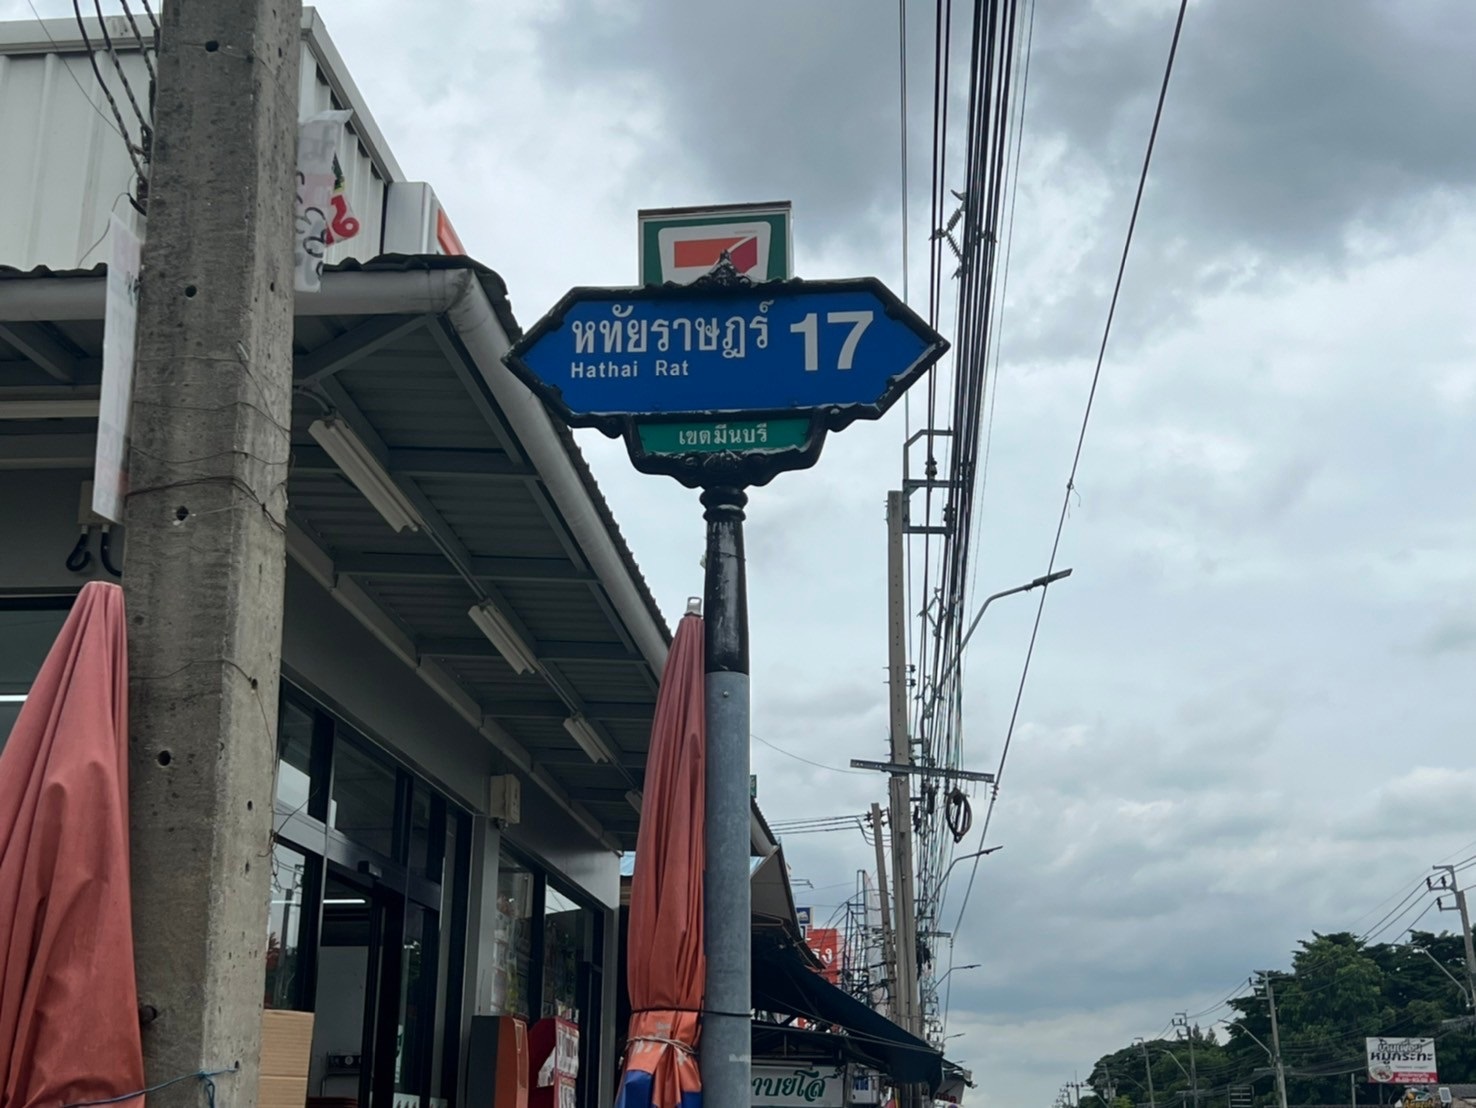 หทัยราษฎร์ 17
Hathai Rat
เขตมีนบุรี
หมูกระทะ